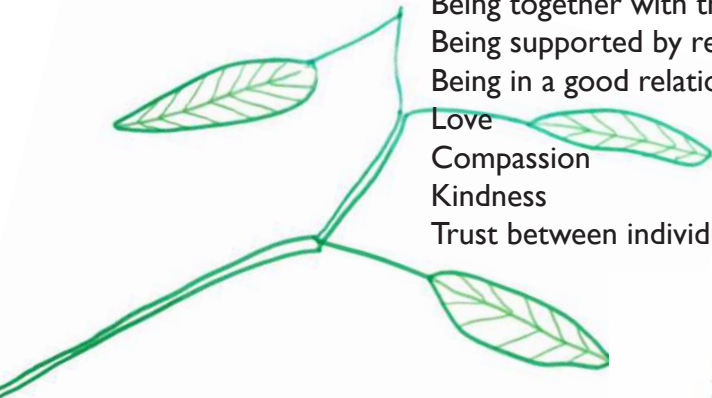 Being together with
Being supported by
Being in a good
Love
Compassion
Kindness
Trust between